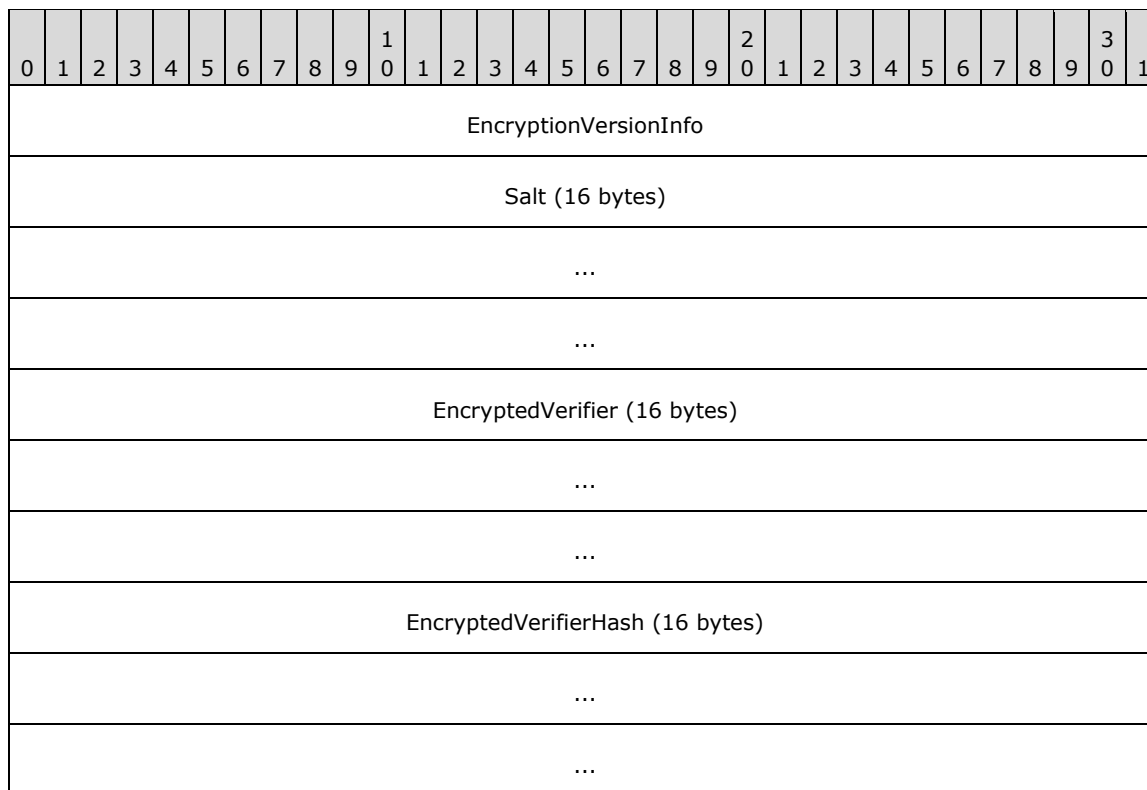 0 1 2 3 4 5 6 7 8 9 1 0 1 2 3 4 5 6 7 8 9 2 0 1 2 3 4 5 6 7 8 9 3 0 1
EncryptionVersionInfo
Salt (16 bytes)
...
...
EncryptedVerifier (16 bytes)
...
...
EncryptedVerifierHash (16 bytes)
...
...